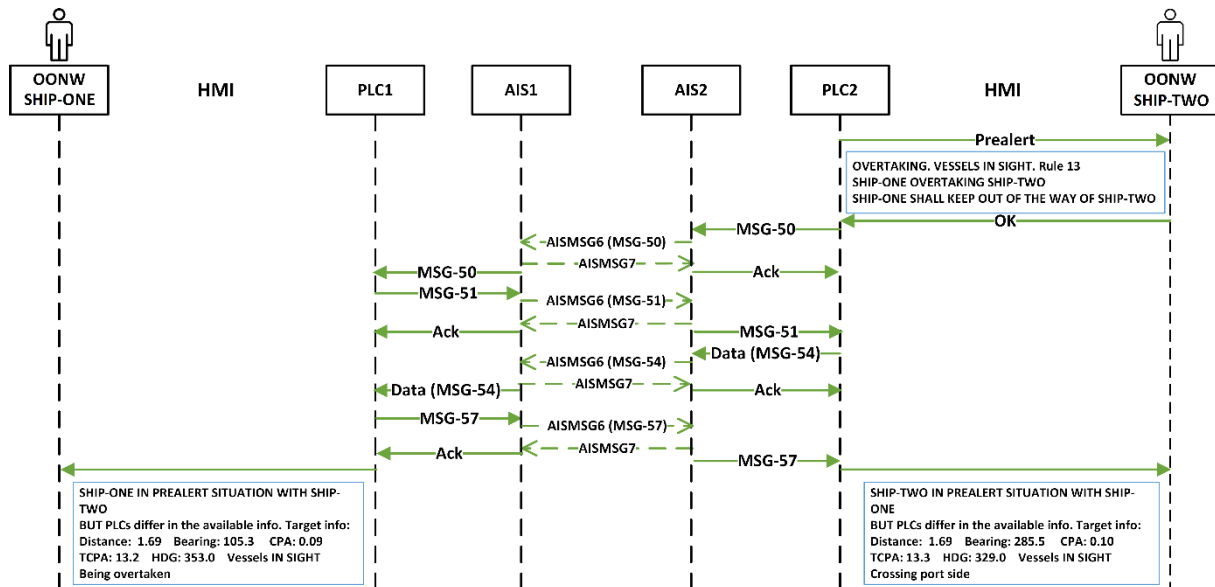 OONW
SHIP-ONE
HMI
PLC1
AIS1
AIS2
PLC2
HMI
OONW
SHIP-TWO
Prealert
OVERTAKING. VESSELS IN SIGHT. Rule 13
SHIP-ONE OVERTAKING SHIP-TWO
SHIP-ONE SHALL KEEP OUT OF THE WAY OF SHIP-TWO
OK
MSG-50
AISMSG6 (MSG-50)
AISMSG7
MSG-50
Ack
MSG-51
AISMSG6 (MSG-51)
AISMSG7
Ack
MSG-51
Data (MSG-54)
AISMSG6 (MSG-54)
AISMSG7
Data (MSG-54)
Ack
MSG-57
AISMSG6 (MSG-57)
AISMSG7
Ack
MSG-57
SHIP-ONE IN PREALERT SITUATION WITH SHIP-
TWO
BUT PLCs differ in the available info. Target info:
Distance: 1.69 Bearing: 105.3 CPA: 0.09
TCPA: 13.2 HDG: 353.0 Vessels IN SIGHT
Being overtaken
SHIP-TWO IN PREALERT SITUATION WITH SHIP-
ONE
BUT PLCs differ in the available info. Target info:
Distance: 1.69 Bearing: 285.5 CPA: 0.10
TCPA: 13.3 HDG: 329.0 Vessels IN SIGHT
Crossing port side